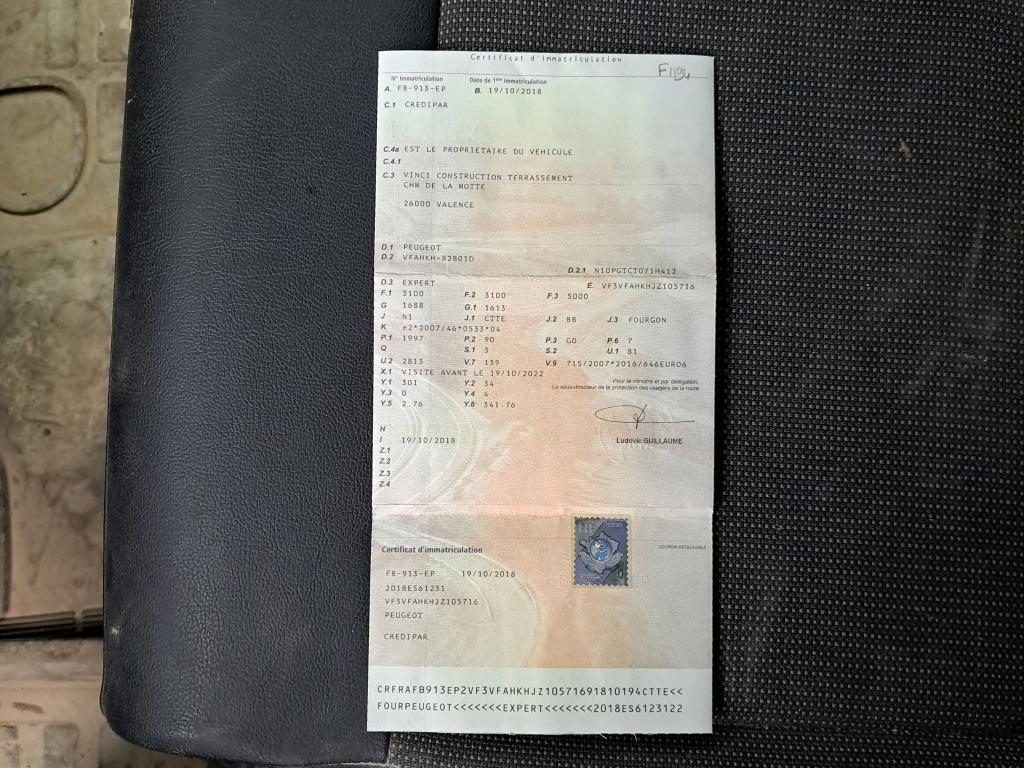 Certificat d'immatriculation
F1194
N° Immatriculation Date de 1ère immatriculation
A. FB-913-EP B. 19/10/2018
C.1 CREDIPAR
C.4a EST LE PROPRIETAIRE DU VEHICULE
C.4.1
C.3 VINCI CONSTRUCTION TERRASSEMENT
CHM DE LA MOTTE
26000 VALENCE
D.1 PEUGEOT
D.2 VFAHKH-B2B01D
D.2.1 N10PGTCT071H412
D.3 EXPERT E. VF3VFAHKHJZ105716
F.1 3100 F.2 3100 F.3 5000
G 1688 G.1 1613
J N1 J.1 CTTE J.2 BB J.3 FOURGON
K e2*2007/46*0533*04
P.1 1997 P.2 90 P.3 GO P.6 7
Q S.1 3 S.2 U.1 81
U.2 2813 V.7 139 V.9 715/2007*2016/646EURO6
X.1 VISITE AVANT LE 19/10/2022
Pour le ministre et par délégation,
Le sous-directeur de la protection des usagers de la route
Y.1 301 Y.2 34
Y.3 0 Y.4 4
Y.5 2.76 Y.6 341.76
H
I 19/10/2018
Ludovic GUILLAUME
Z.1
Z.2
Z.3
Z.4
Certificat d'immatriculation COUPON DÉTACHABLE
FB-913-EP 19/10/2018
2018ES61231
VF3VFAHKHJZ105716
PEUGEOT
CREDIPAR
CRFRAFB913EP2VF3VFAHKHJZ10571691810194CTTE<<
FOURPEUGEOT<<<<<<<EXPERT<<<<<<<2018ES6123122